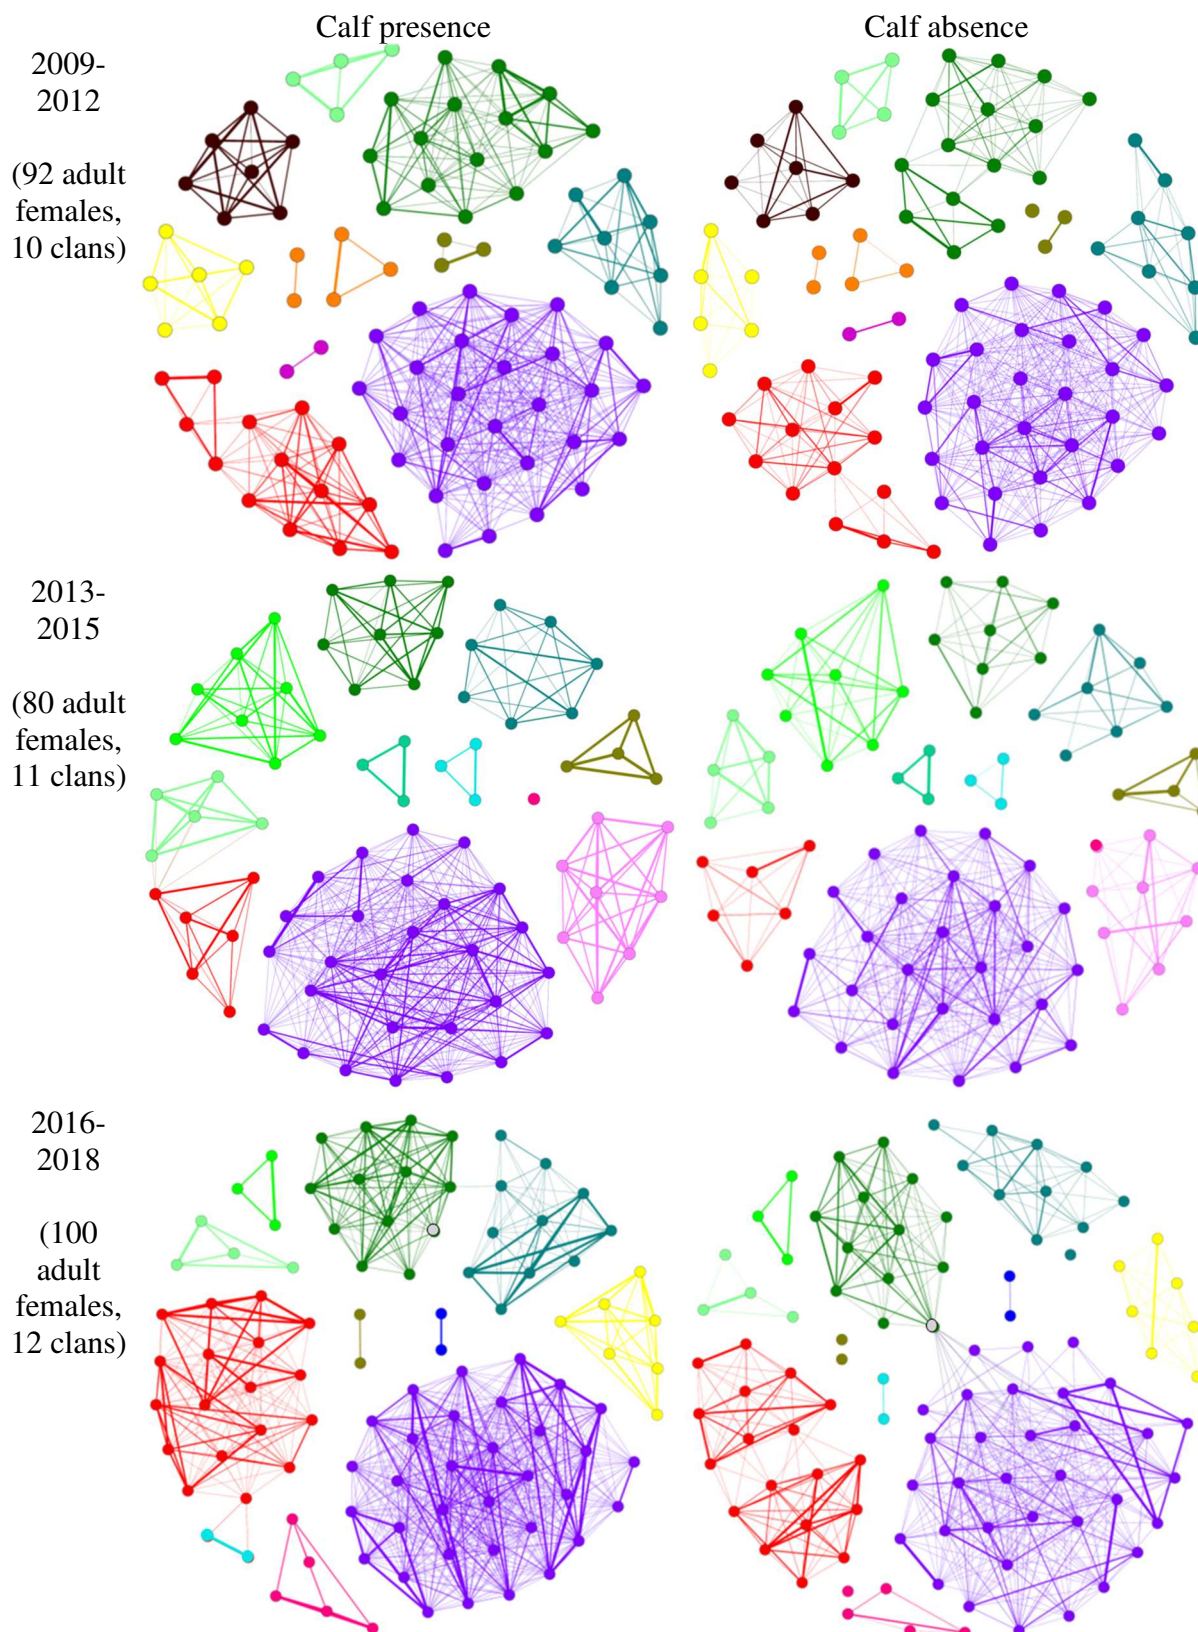 Calf presence
Calf absence
2009-
2012
(92 adult
females,
10 clans)
2013-
2015
(80 adult
females,
11 clans)
2016-
2018
(100
adult
females,
12 clans)